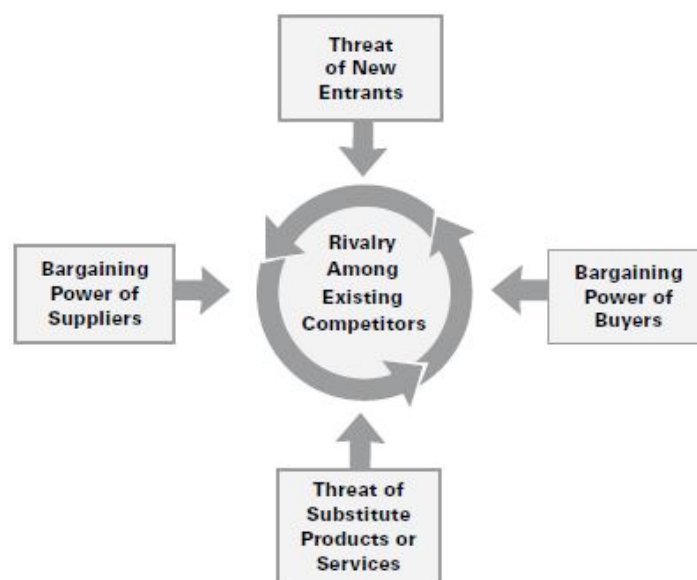 Threat
of New
Entrants
Bargaining
Power of
Suppliers
Rivalry
Among
Existing
Competitors
Bargaining
Power of
Buyers
Threat of
Substitute
Products or
Services